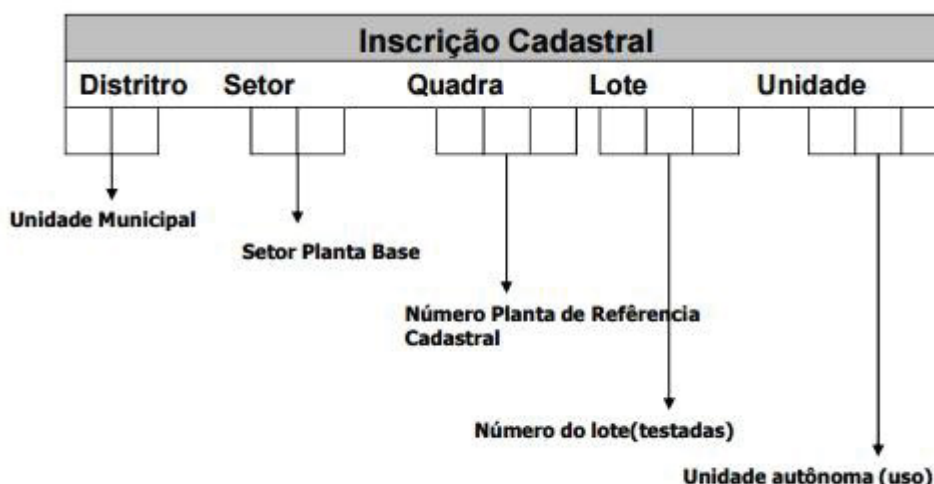 Inscrição Cadastral
Distritro Setor Quadra Lote Unidade
Unidade Municipal
Setor Planta Base
Número Planta de Refêrencia
Cadastral
Número do lote(testadas)
Unidade autônoma (uso)